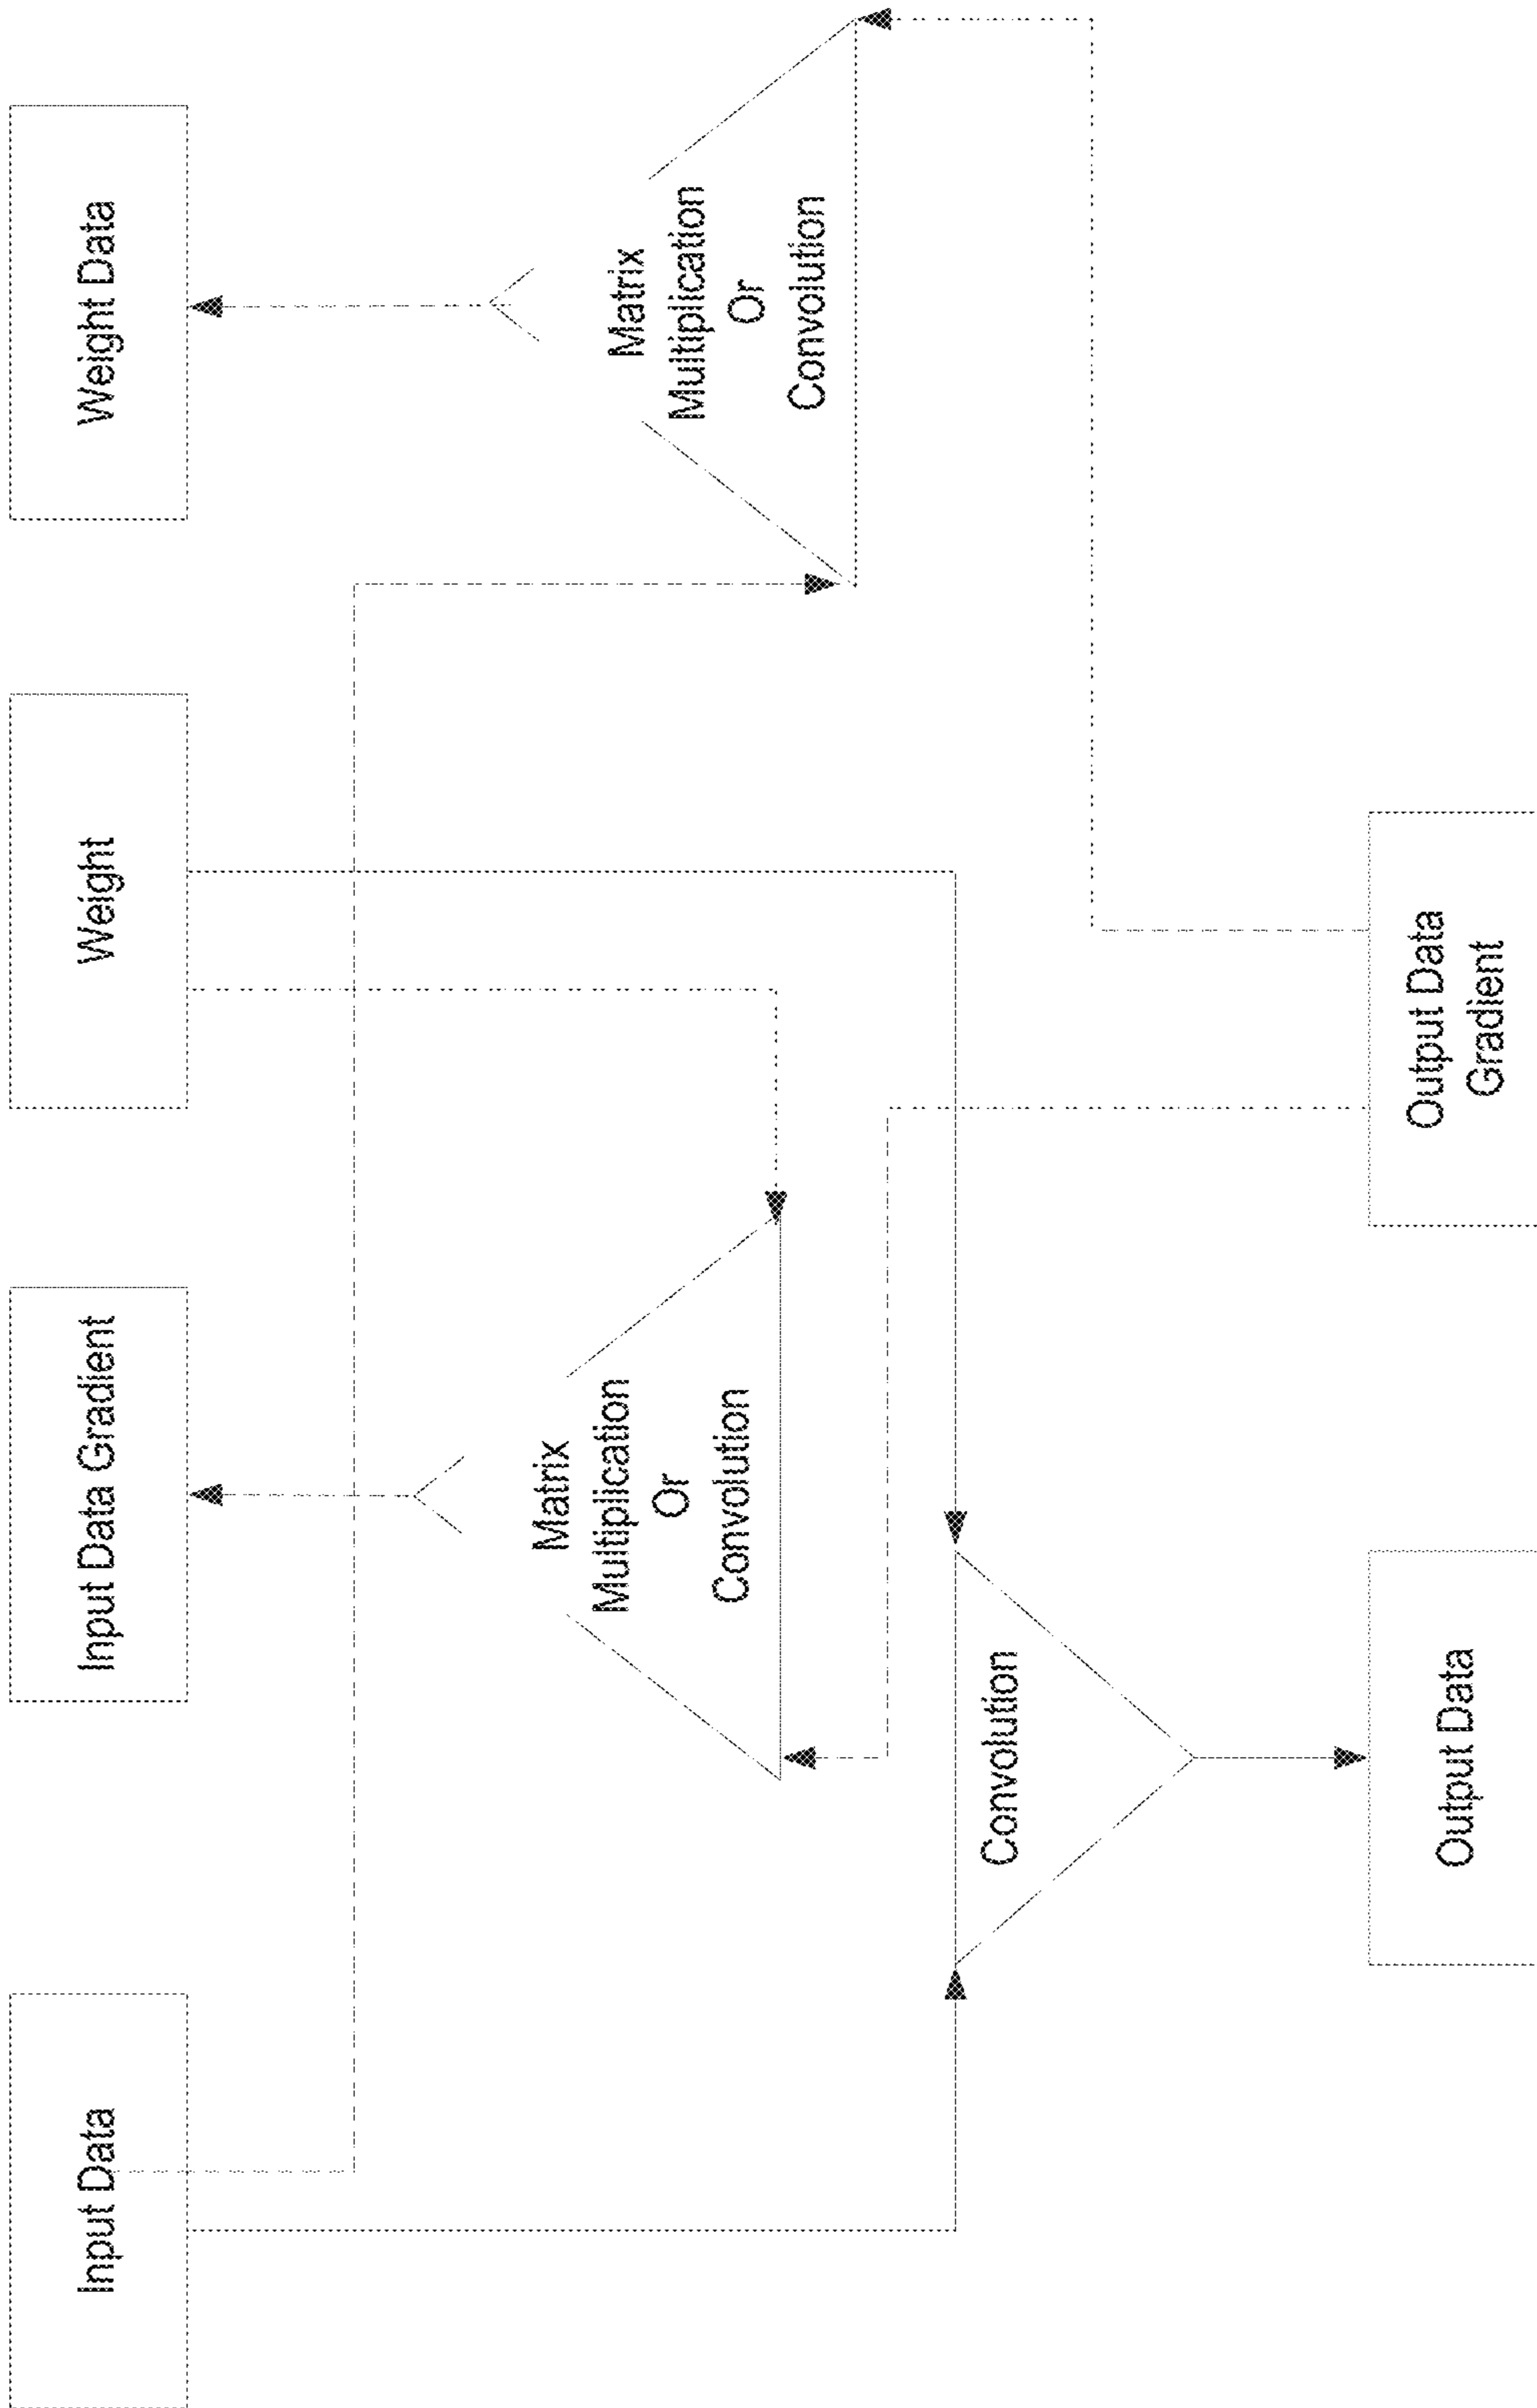 Input Data
Input Data Gradient
Weight
Weight Data
Matrix
Multiplication
Or
Convolution
Matrix
Multiplication
Or
Convolution
Convolution
Output Data
Output Data
Gradient